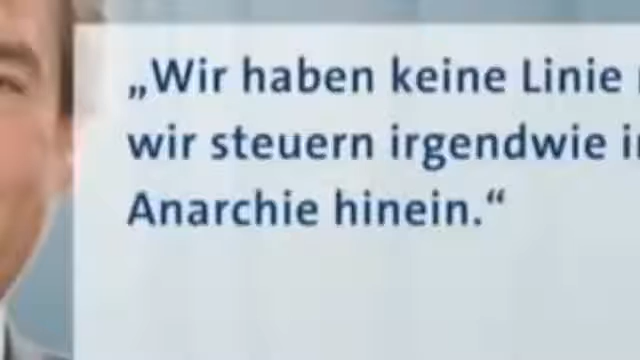 „Wir haben keine Linie
wir steuern irgendwie
Anarchie hinein.“